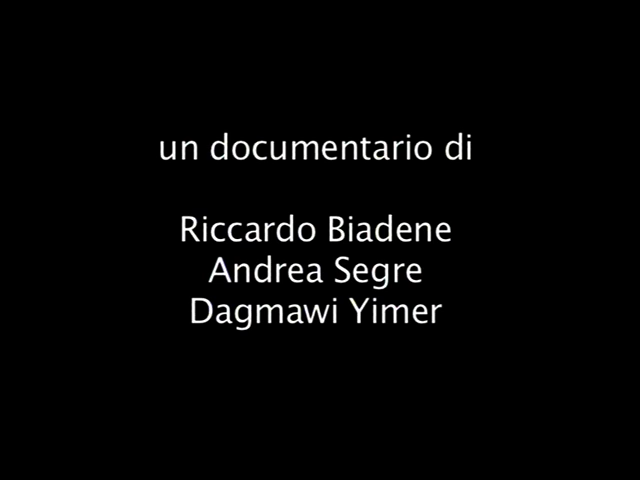 un documentario di
Riccardo Biadene
Andrea Segre
Dagmawi Yimer